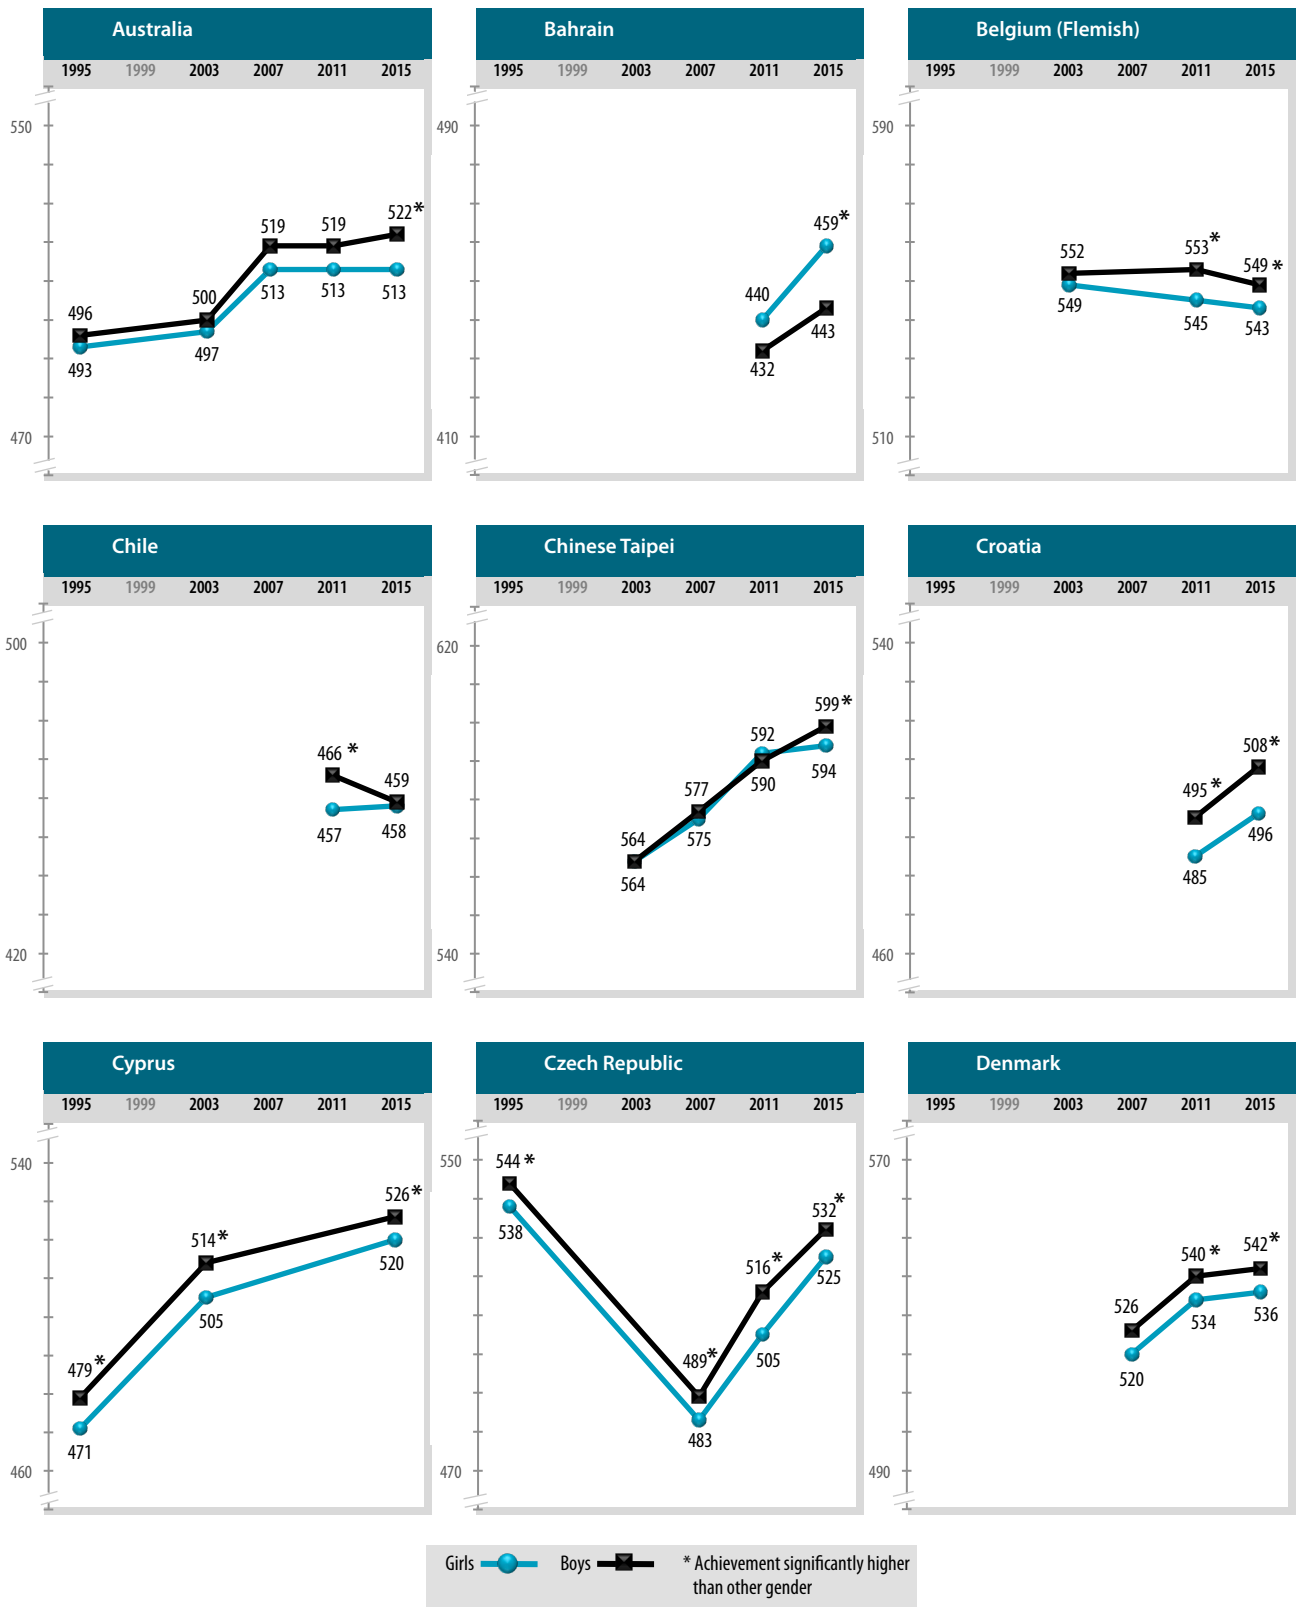 Australia
1995 1999 2003 2007 2011 2015
550
522*
519 519
513 513 513
500
496
497
493
470
Bahrain
1995 1999 2003 2007 2011 2015
490
459*
440
443
432
410
Belgium (Flemish)
1995 1999 2003 2007 2011 2015
590
552 553* 549*
549 545 543
510
Chile
1995 1999 2003 2007 2011 2015
500
466*
459
457 458
420
Chinese Taipei
1995 1999 2003 2007 2011 2015
620
599*
592
594
590
577
575
564
564
540
Croatia
1995 1999 2003 2007 2011 2015
540
508*
495*
496
485
460
Cyprus
1995 1999 2003 2007 2011 2015
540
526*
514*
520
505
479*
471
460
Czech Republic
1995 1999 2003 2007 2011 2015
550
544*
538
532*
516*
525
505
489*
483
470
Denmark
1995 1999 2003 2007 2011 2015
570
540* 542*
526
534 536
520
490
Girls Boys * Achievement significantly higher
than other gender